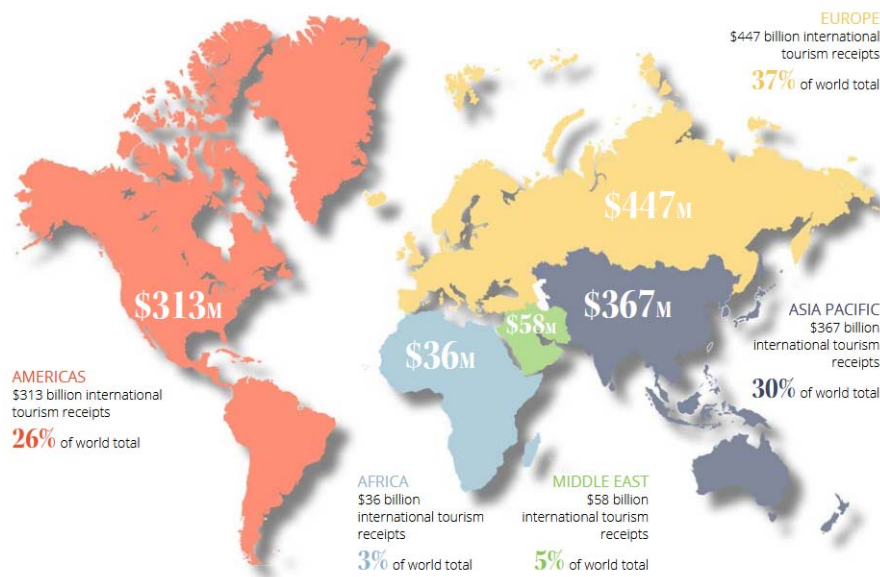 EUROPE
$447 billion international
tourism receipts
37% of world total
$447M
$313M
$367M
$58M
$36M
ASIA PACIFIC
$367 billion
international tourism
receipts
30% of world total
AMERICAS
$313 billion international
tourism receipts
26% of world total
AFRICA
$36 billion
international tourism
receipts
3% of world total
MIDDLE EAST
$58 billion
international tourism
receipts
5% of world total